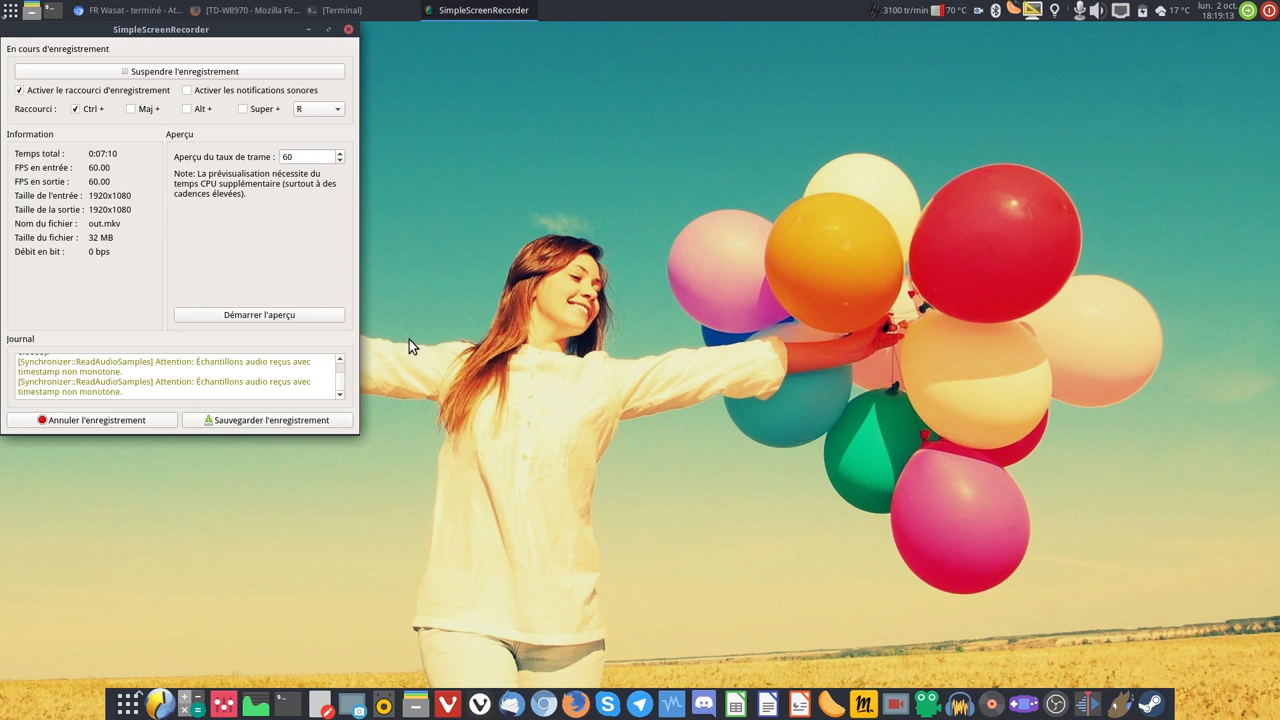 FR Wasat - terminé - At...
[TD-W8970 - Mozilla Fir...
[Terminal]
SimpleScreenRecorder
3100 tr/min
70 °C
17 °C
lun. 2 oct.
18:19:13
SimpleScreenRecorder
En cours d'enregistrement
Suspendre l'enregistrement
Activer le raccourci d'enregistrement
Activer les notifications sonores
Raccourci :
Ctrl +
Maj +
Alt +
Super +
R
Information
Temps total : 0:07:10
FPS en entrée : 60.00
FPS en sortie : 60.00
Taille de l'entrée : 1920x1080
Taille de la sortie : 1920x1080
Nom du fichier : out.mkv
Taille du fichier : 32 MB
Débit en bit : 0 bps
Aperçu
Aperçu du taux de trame : 60
Note: La prévisualisation nécessite du
temps CPU supplémentaire (surtout à des
cadences élevées).
Démarrer l'aperçu
Journal
[Synchronizer::ReadAudioSamples] Attention: Échantillons audio reçus avec
timestamp non monotone.
[Synchronizer::ReadAudioSamples] Attention: Échantillons audio reçus avec
timestamp non monotone.
Annuler l'enregistrement
Sauvegarder l'enregistrement